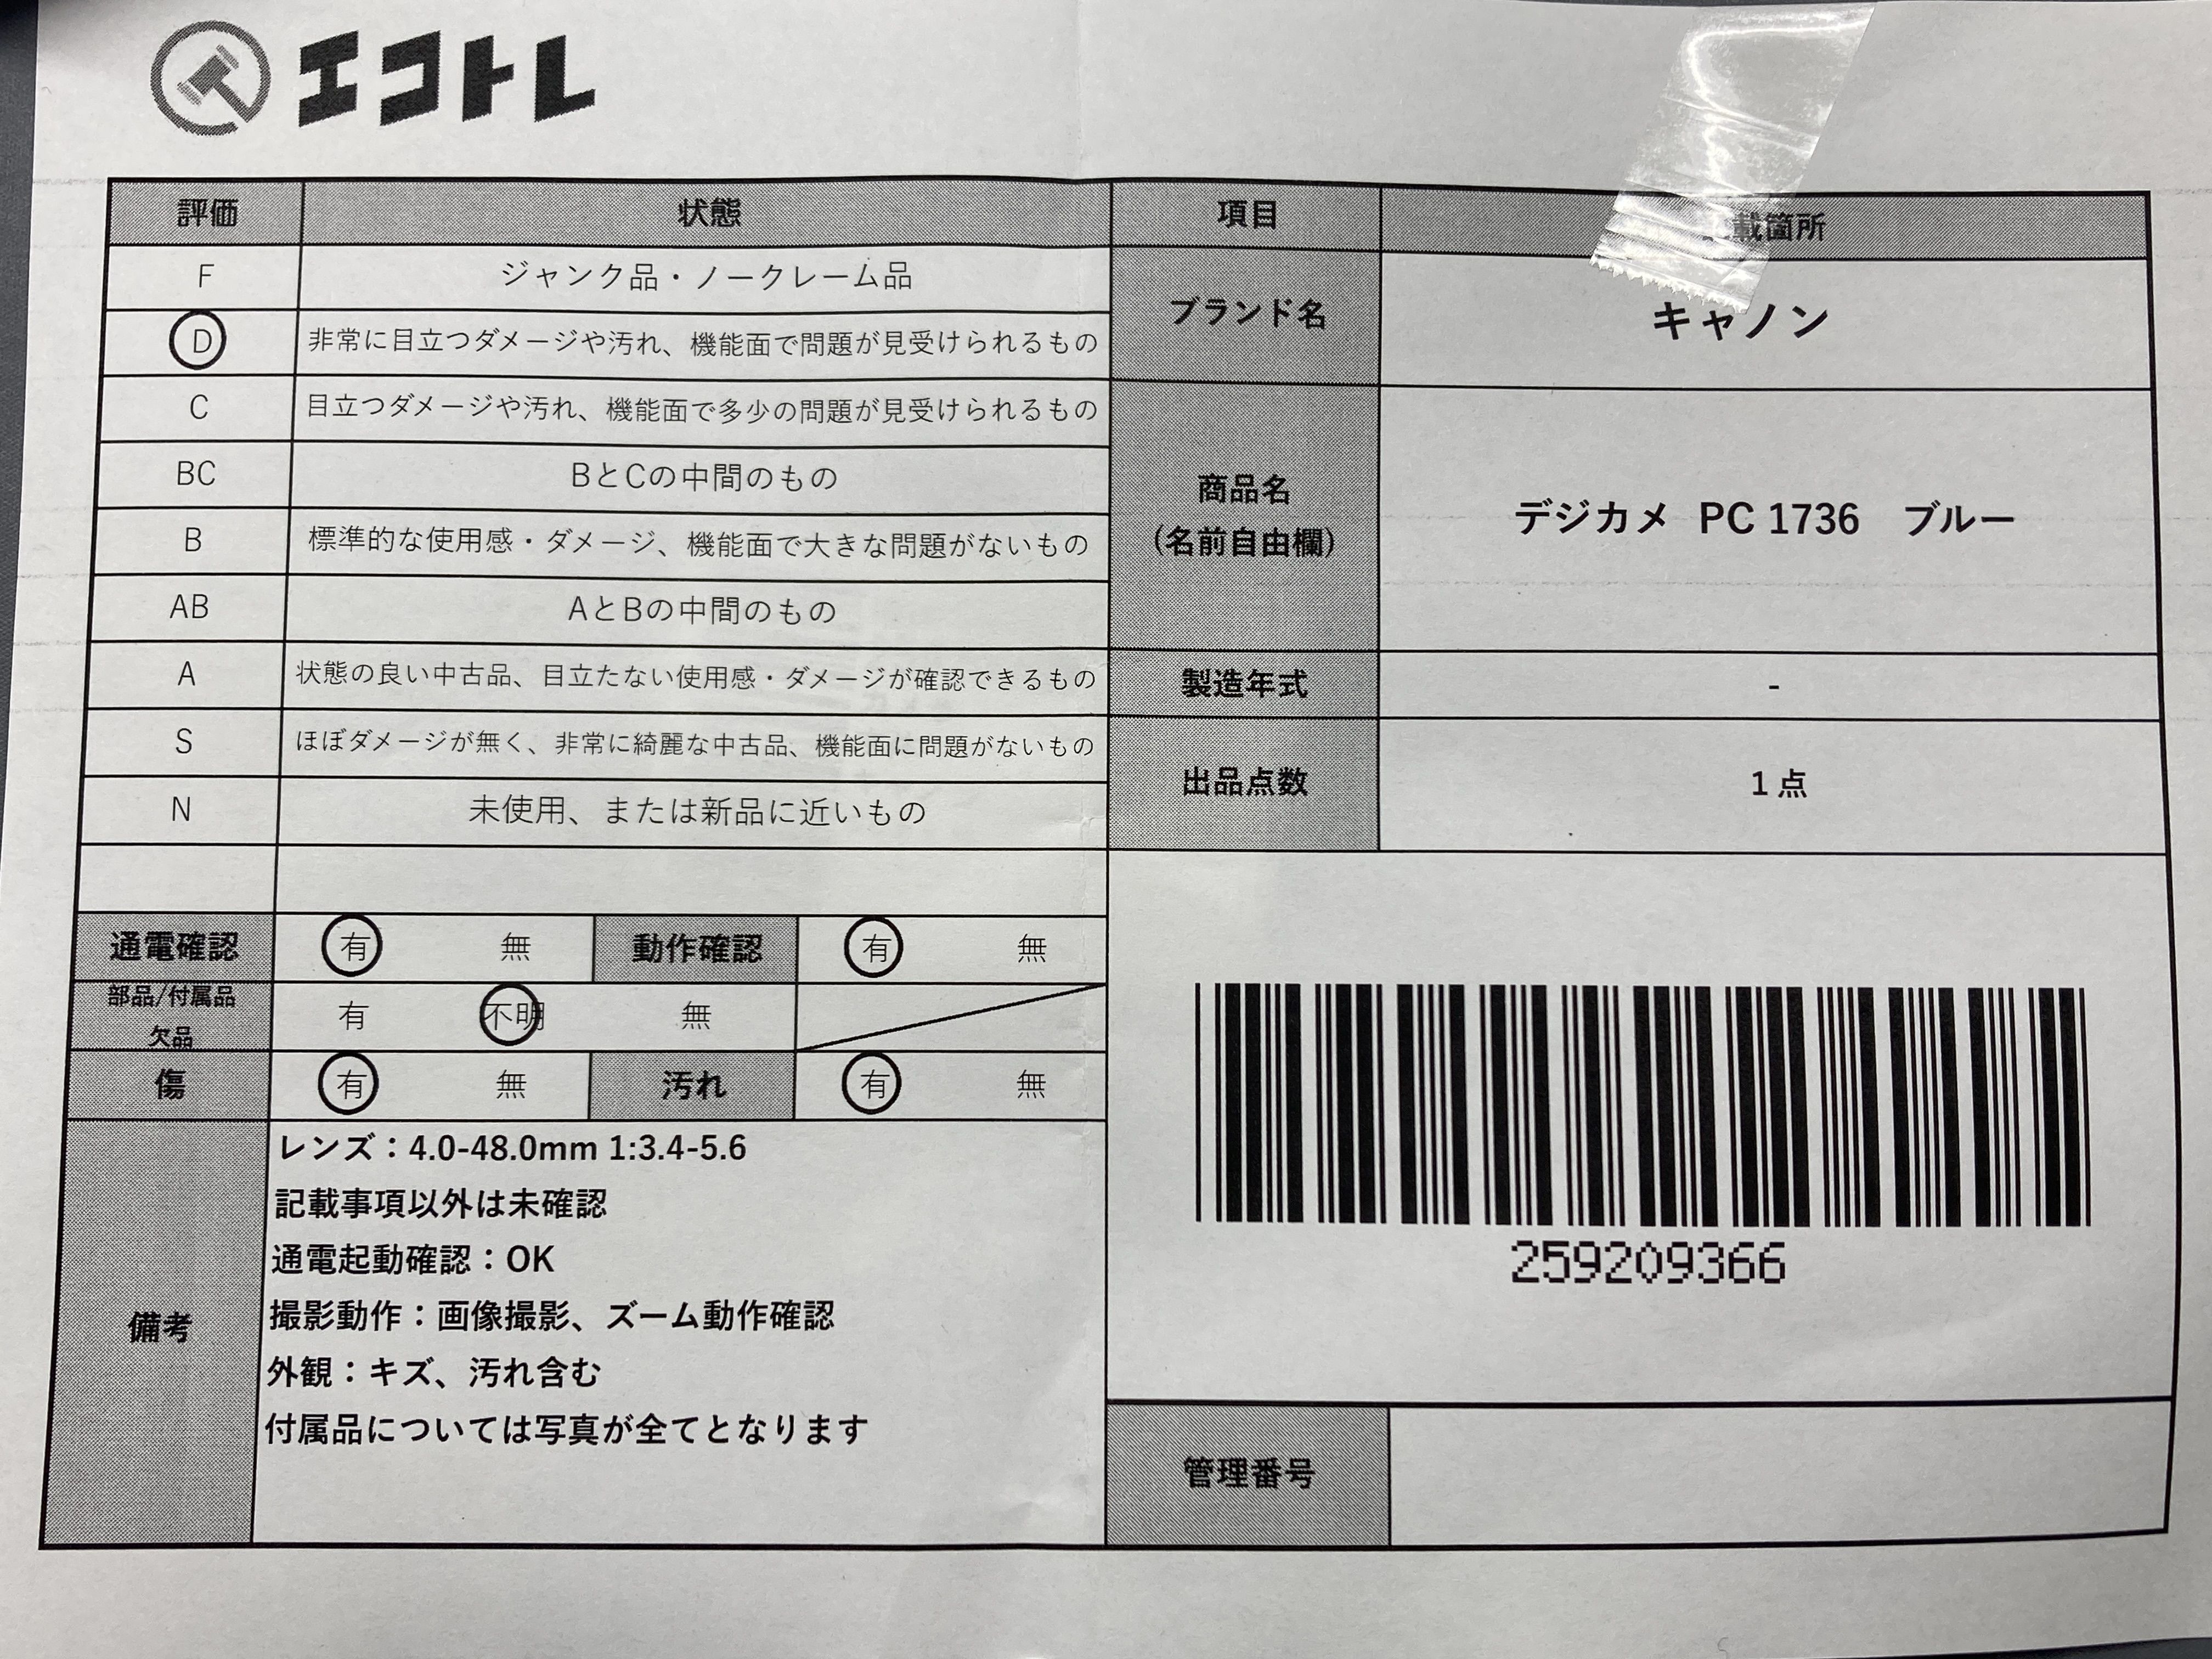 エコトレ
評価 状態 項目 載箇所
F ジャンク品・ノークレーム品
D 非常に目立つダメージや汚れ、機能面で問題が見受けられるもの
C 目立つダメージや汚れ、機能面で多少の問題が見受けられるもの
BC BとCの中間のもの
B 標準的な使用感・ダメージ、機能面で大きな問題がないもの
AB AとBの中間のもの
A 状態の良い中古品、目立たない使用感・ダメージが確認できるもの
S ほぼダメージが無く、非常に綺麗な中古品、機能面に問題がないもの
N 未使用、または新品に近いもの
ブランド名 キャノン
商品名
(名前自由欄)
デジカメ PC 1736 ブルー
製造年式 -
出品点数 1 点
通電確認 有 無 動作確認 有 無
部品/付属品
欠品
有 不明 無
傷 有 無 汚れ 有 無
備考
レンズ：4.0-48.0mm 1:3.4-5.6
記載事項以外は未確認
通電起動確認：OK
撮影動作：画像撮影、ズーム動作確認
外観：キズ、汚れ含む
付属品については写真が全てとなります
259209366
管理番号